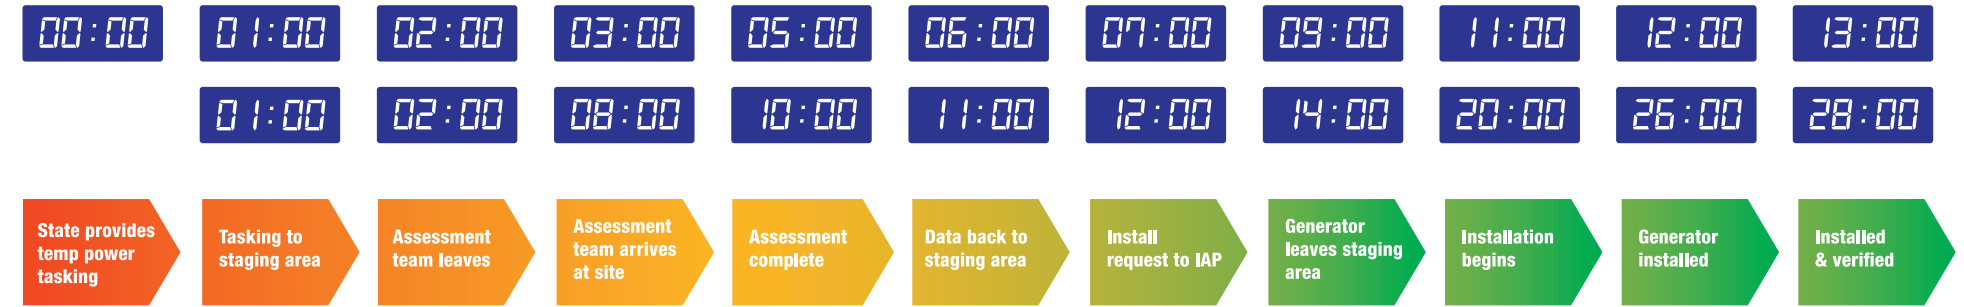 00:00 01:00 02:00 03:00 05:00 06:00 07:00 09:00 11:00 12:00 13:00
01:00 02:00 08:00 10:00 11:00 12:00 14:00 20:00 26:00 28:00
State provides
temp power
tasking
Tasking to
staging area
Assessment
team leaves
Assessment
team arrives
at site
Assessment
complete
Data back to
staging area
Install
request to IAP
Generator
leaves staging
area
Installation
begins
Generator
installed
Installed
& verified